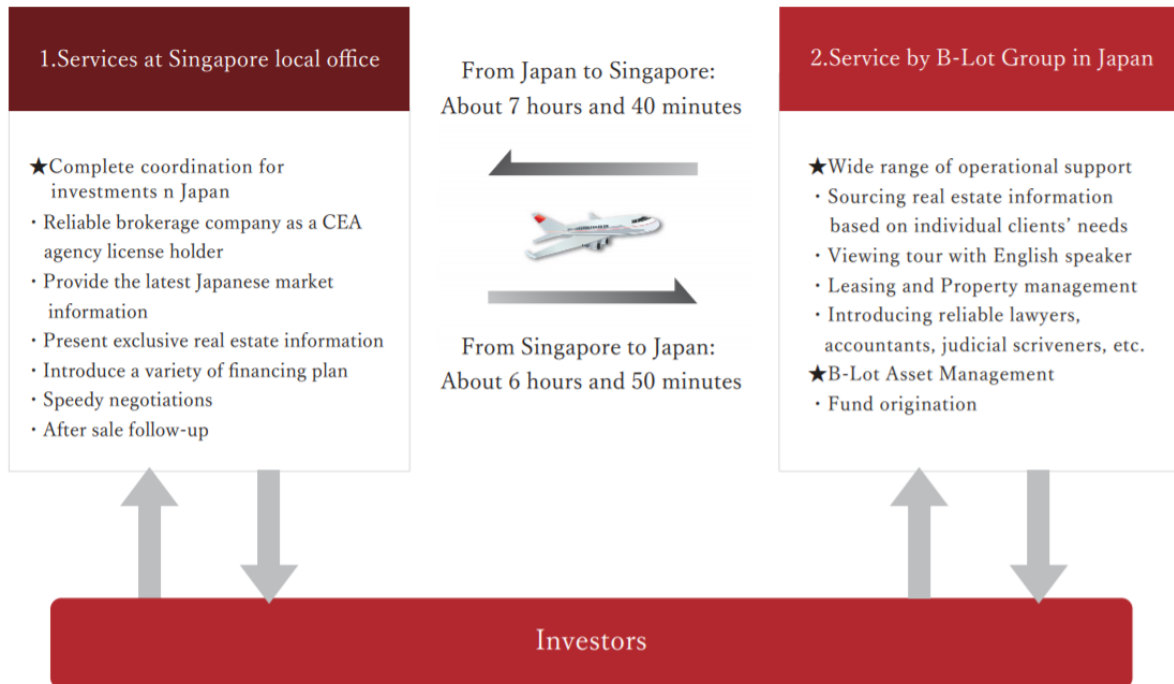 1.Services at Singapore local office
★Complete coordination for
investments n Japan
・Reliable brokerage company as a CEA
agency license holder
・Provide the latest Japanese market
information
・Present exclusive real estate information
・Introduce a variety of financing plan
・Speedy negotiations
・After sale follow-up
From Japan to Singapore:
About 7 hours and 40 minutes
From Singapore to Japan:
About 6 hours and 50 minutes
2.Service by B-Lot Group in Japan
★Wide range of operational support
・Sourcing real estate information
based on individual clients’ needs
・Viewing tour with English speaker
・Leasing and Property management
・Introducing reliable lawyers,
accountants, judicial scriveners, etc.
★B-Lot Asset Management
・Fund origination
Investors